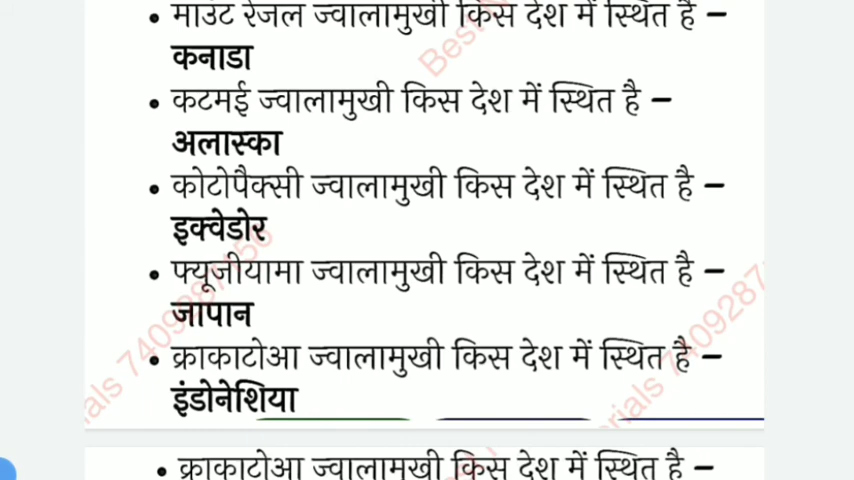 • माउंट रेजल ज्वालामुखी किस देश में स्थित है –
कनाडा
• कटमई ज्वालामुखी किस देश में स्थित है –
अलास्का
• कोटोपैक्सी ज्वालामुखी किस देश में स्थित है –
इक्वेडोर
• फ्यूजीयामा ज्वालामुखी किस देश में स्थित है –
जापान
• क्राकाटोआ ज्वालामुखी किस देश में स्थित है –
इंडोनेशिया
• क्राकाटोआ ज्वालामुखी किस देश में स्थित है –